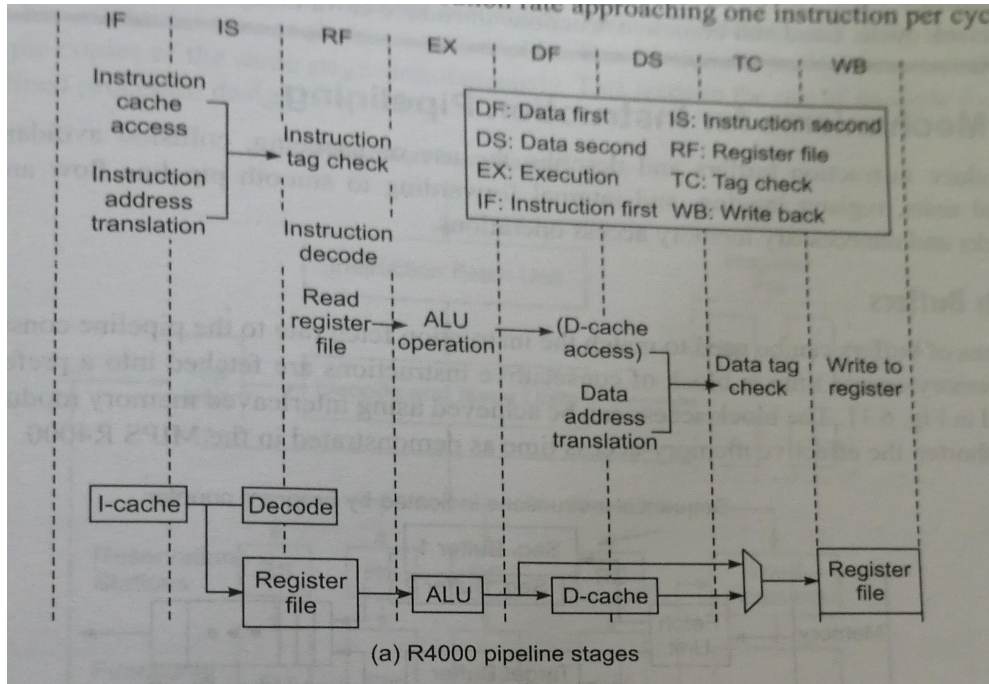 rate approaching one instruction per cyc
IF IS RF EX DF DS TC WB
Instruction
cache
access
Instruction
address
translation
Instruction
tag check
Instruction
decode
DF: Data first IS: Instruction second
DS: Data second RF: Register file
EX: Execution TC: Tag check
IF: Instruction first WB: Write back
Read
register
file
ALU
operation
(D-cache
access)
Data
address
translation
Data tag
check
Write to
register
I-cache
Decode
Register
file
ALU
D-cache
Register
file
(a) R4000 pipeline stages